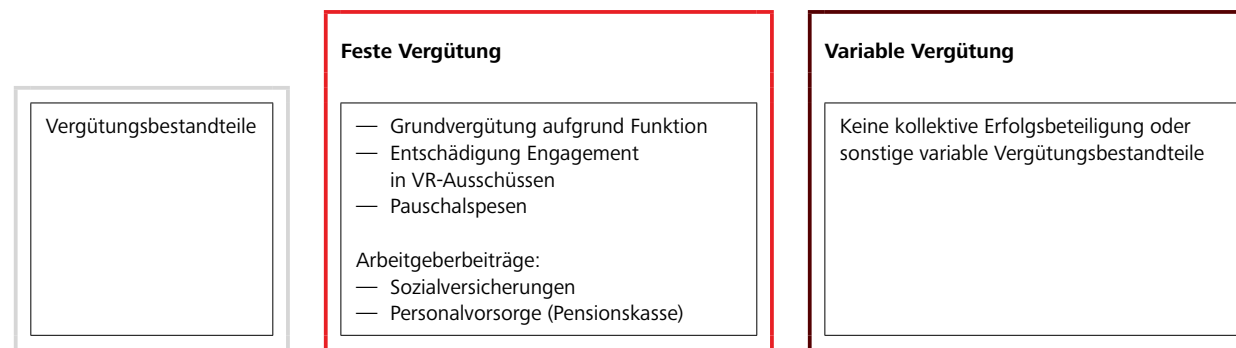 Feste Vergütung
Variable Vergütung
Vergütungsbestandteile
— Grundvergütung aufgrund Funktion
— Entschädigung Engagement
in VR-Ausschüssen
— Pauschalspesen
Arbeitgeberbeiträge:
— Sozialversicherungen
— Personalvorsorge (Pensionskasse)
Keine kollektive Erfolgsbeteiligung oder
sonstige variable Vergütungsbestandteile